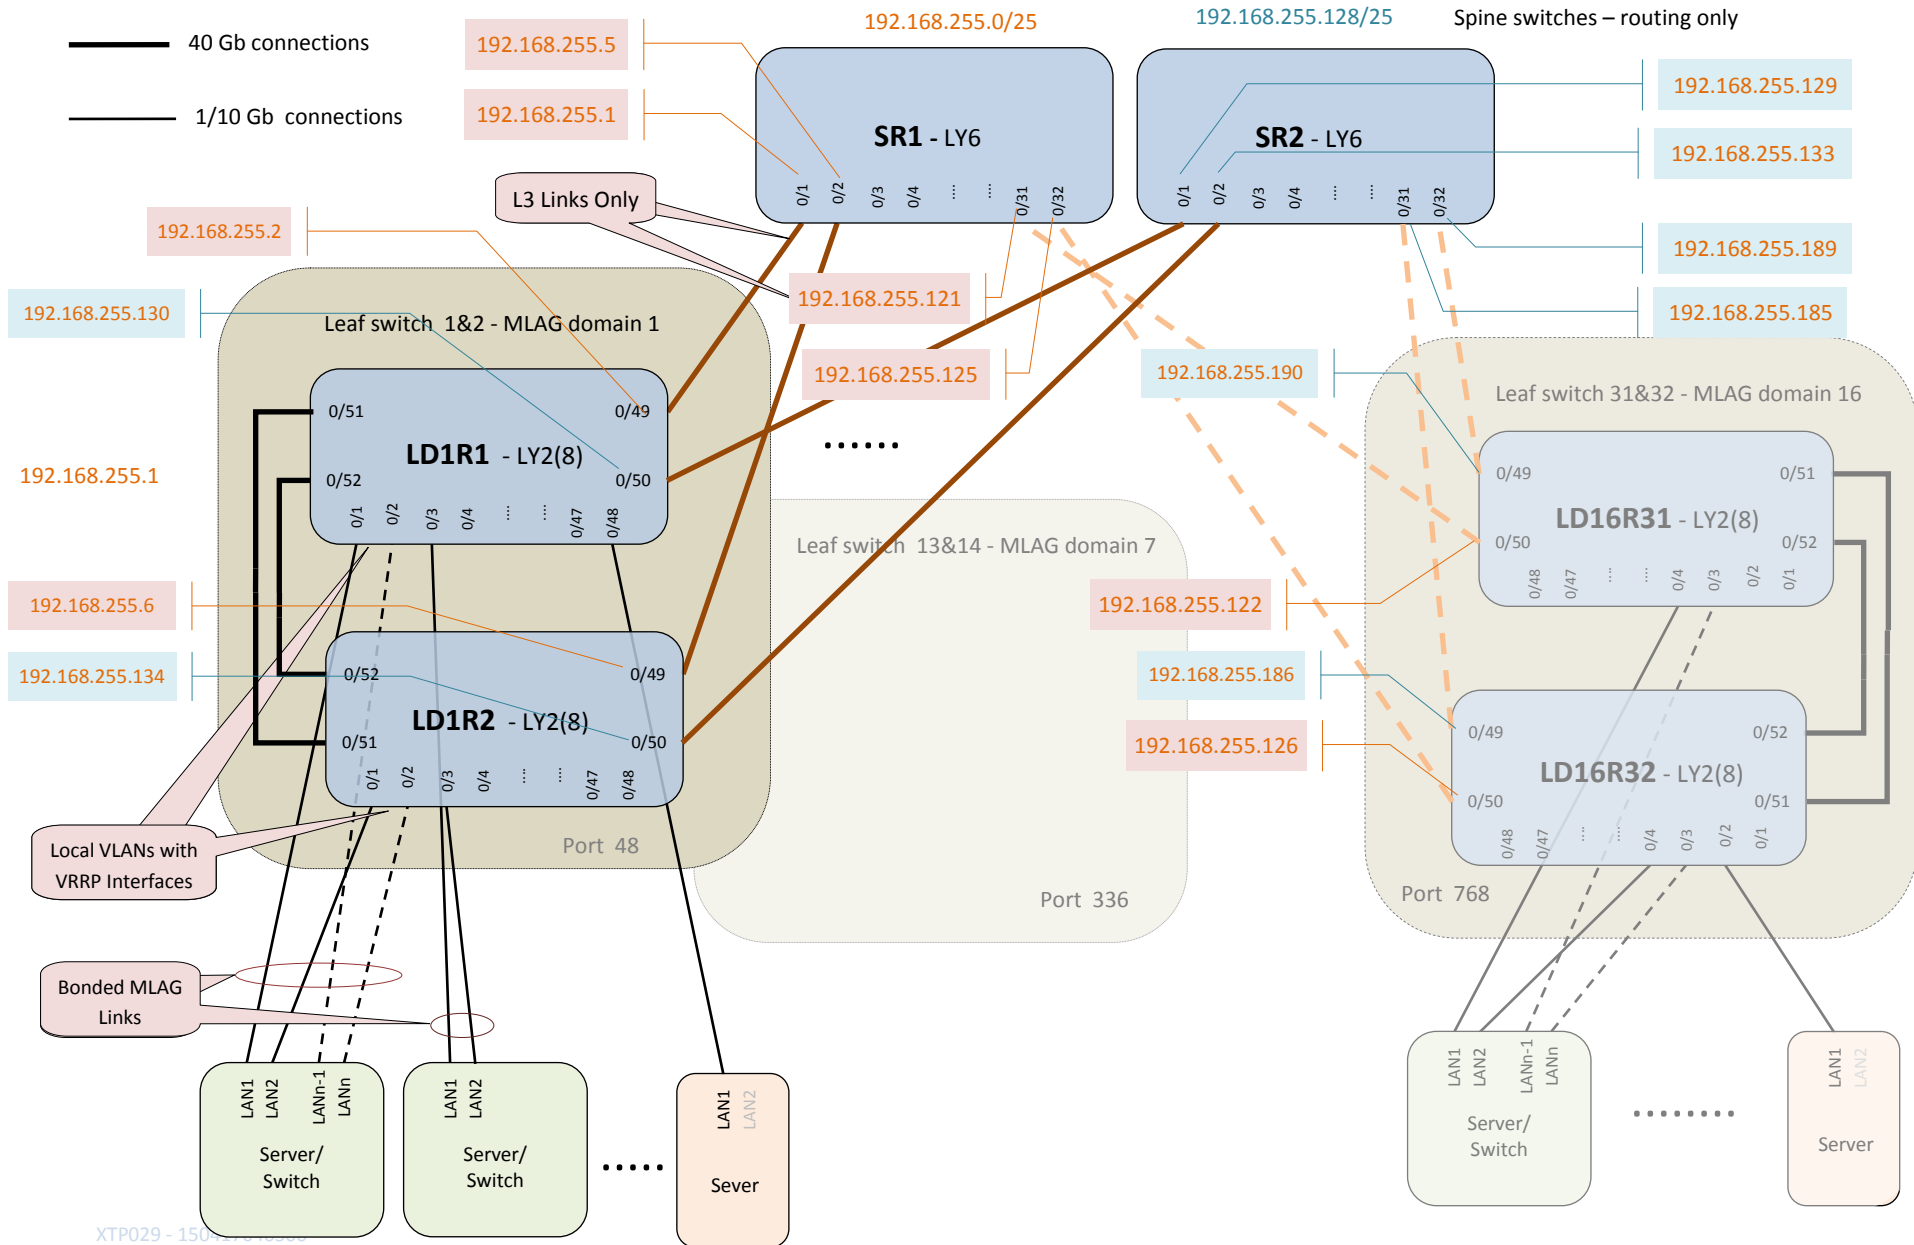 192.168.255.0/25
192.168.255.128/25
Spine switches – routing only
40 Gb connections
1/10 Gb  connections
192.168.255.5
192.168.255.1
SR1 - LY6
0/1
0/2
0/3
0/4
....
....
0/31
0/32
SR2 - LY6
0/1
0/2
0/3
0/4
....
....
0/31
0/32
192.168.255.129
192.168.255.133
192.168.255.189
192.168.255.185
L3 Links Only
192.168.255.2
192.168.255.130
192.168.255.121
192.168.255.125
192.168.255.190
Leaf switch  1&2 - MLAG domain 1
0/51
0/49
LD1R1 - LY2(8)
0/52
0/50
0/1
0/2
0/3
0/4
....
....
0/47
0/48
192.168.255.1
......
192.168.255.6
192.168.255.134
0/52
0/49
LD1R2 - LY2(8)
0/51
0/50
0/1
0/2
0/3
0/4
....
....
0/47
0/48
Port  48
Leaf switch  13&14 - MLAG domain 7
Port  336
Leaf switch 31&32 - MLAG domain 16
0/49
0/51
LD16R31 - LY2(8)
0/50
0/52
0/48
0/47
....
....
0/4
0/3
0/2
0/1
192.168.255.122
192.168.255.186
192.168.255.126
0/49
0/52
LD16R32 - LY2(8)
0/50
0/51
0/48
0/47
....
....
0/4
0/3
0/2
0/1
Port  768
Local VLANs with
VRRP Interfaces
Bonded MLAG
Links
LAN1
LAN2
LANn-1
LANn
Server/
Switch
LAN1
LAN2
Server/
Switch
.....
LAN1
LAN2
Sever
LAN1
LAN2
LANn-1
LANn
Server/
Switch
........
LAN1
LAN2
Server
XTP029 -